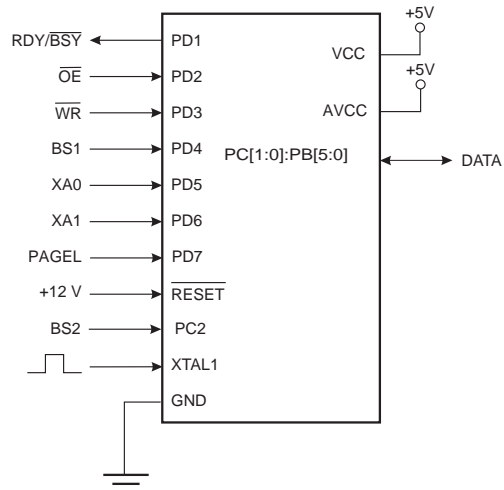 +5V
RDY/BSY PD1
VCC
OE PD2
+5V
WR PD3
AVCC
BS1 PD4
PC[1:0]:PB[5:0] DATA
XA0 PD5
XA1 PD6
PAGEL PD7
+12 V RESET
BS2 PC2
XTAL1
GND